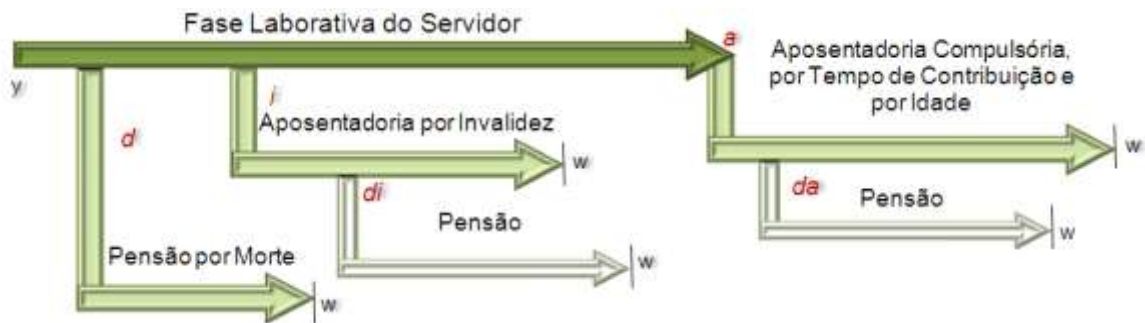 Fase Laborativa do Servidor
a
Aposentadoria Compulsória,
por Tempo de Contribuição e
por Idade
y
i
d
Aposentadoria por Invalidez
w
w
di
da
Pensão
Pensão
w
w
Pensão por Morte
w